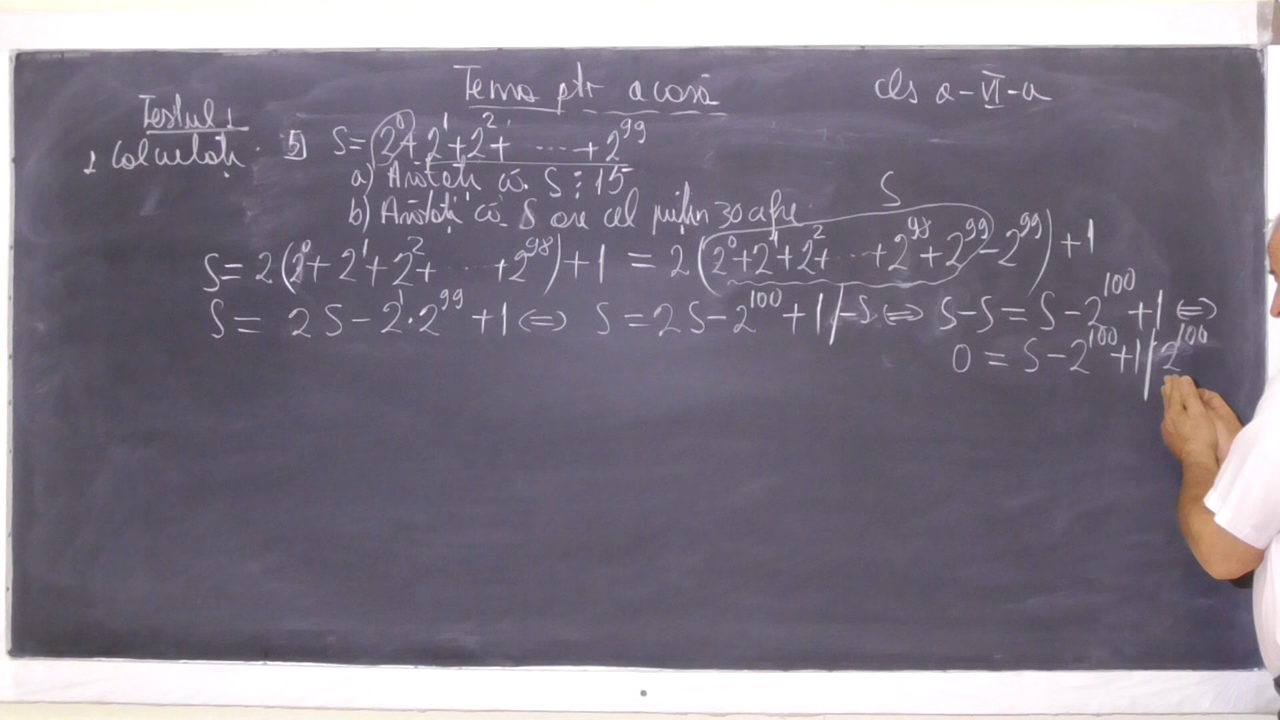 Tema ptr acasă cls a-VI-a
Testul 1
1 Calculați. 5) S=2⁰+2¹+2²+ ... +2⁹⁹
a) Arătați că S⋮15
b) Arătați că S are cel puțin 30 cifre
S
S=2(2⁰+2¹+2²+ ... +2⁹⁸)+1 = 2(2⁰+2¹+2²+ ... +2⁹⁸+2⁹⁹-2⁹⁹)+1
S = 2S-2¹·2⁹⁹+1 ⇔ S=2S-2¹⁰⁰+1 |-S ⇔ S-S=S-2¹⁰⁰+1 ⇔
0 = S-2¹⁰⁰+1 | 2¹⁰⁰